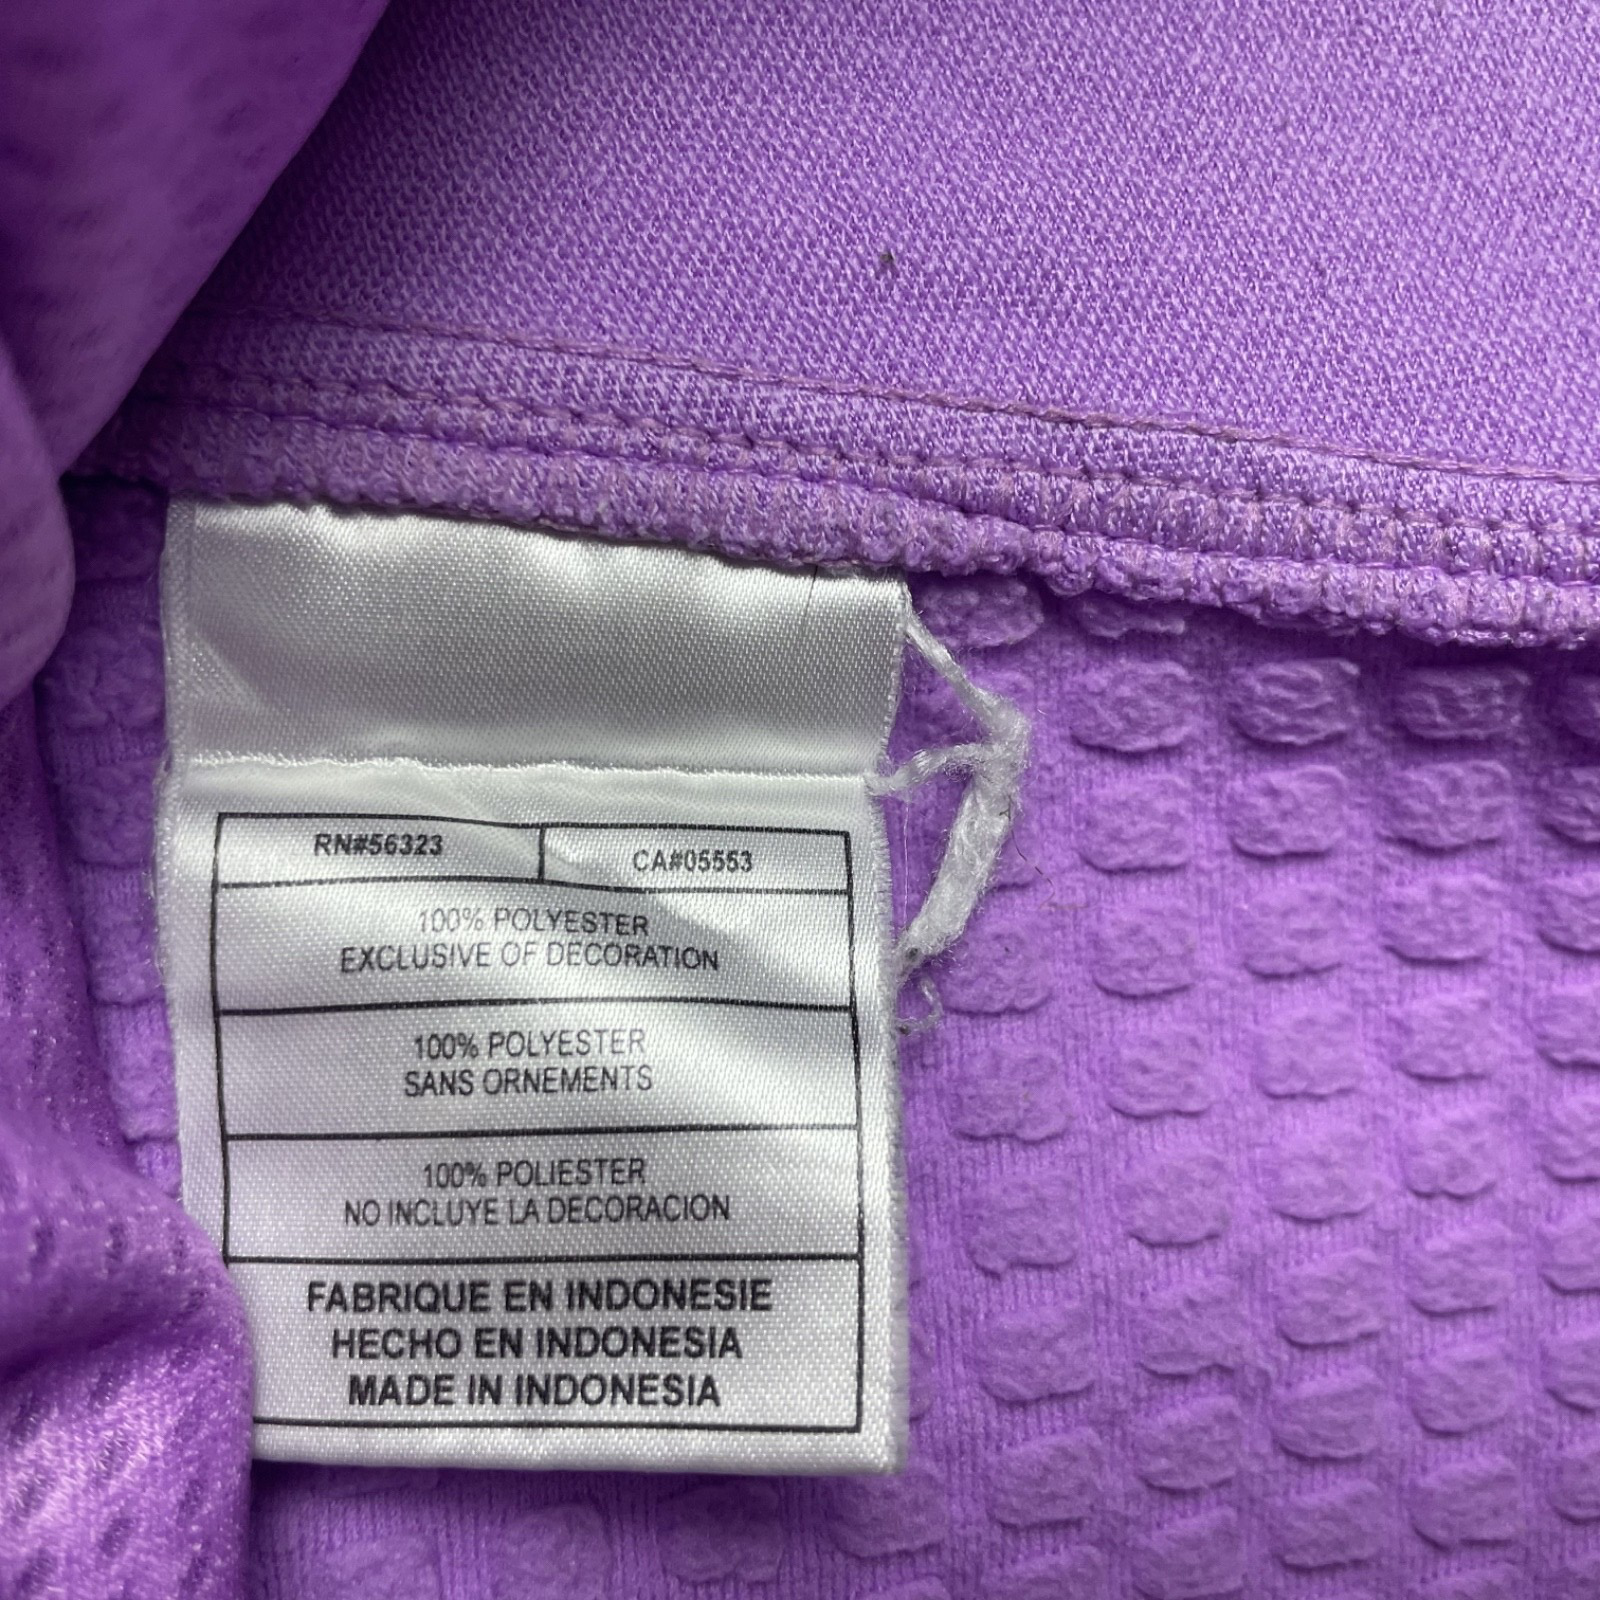 RN#56323 CA#05553
100% POLYESTER
EXCLUSIVE OF DECORATION
100% POLYESTER
SANS ORNEMENTS
100% POLIESTER
NO INCLUYE LA DECORACION
FABRIQUE EN INDONESIE
HECHO EN INDONESIA
MADE IN INDONESIA